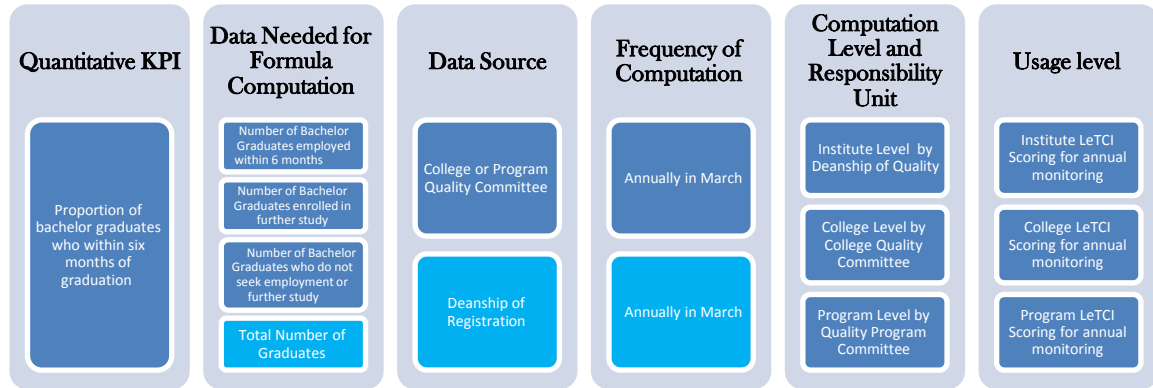 Quantitative KPI
Proportion of
bachelor graduates
who within six
months of
graduation
Data Needed for
Formula
Computation
Number of Bachelor
Graduates employed
within 6 months
Number of Bachelor
Graduates enrolled in
further study
Number of Bachelor
Graduates who do not
seek employment or
further study
Total Number of
Graduates
Data Source
College or Program
Quality Committee
Deanship of
Registration
Frequency of
Computation
Annually in March
Annually in March
Computation
Level and
Responsibility
Unit
Institute Level by
Deanship of Quality
College Level by
College Quality
Committee
Program Level by
Quality Program
Committee
Usage level
Institute LeTCI
Scoring for annual
monitoring
College LeTCI
Scoring for annual
monitoring
Program LeTCI
Scoring for annual
monitoring